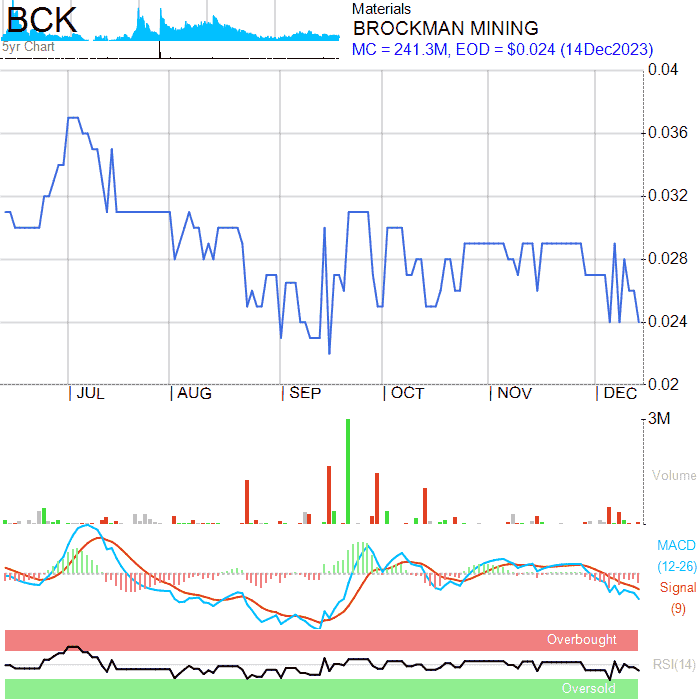 BCK
5yr Chart
Materials
BROCKMAN MINING
MC = 241.3M, EOD = $0.024 (14Dec2023)
0.04
0.036
0.032
0.028
0.024
0.02
JUL
AUG
SEP
OCT
NOV
DEC
3M
Volume
MACD
(12-26)
Signal
(9)
Overbought
RSI(14)
Oversold